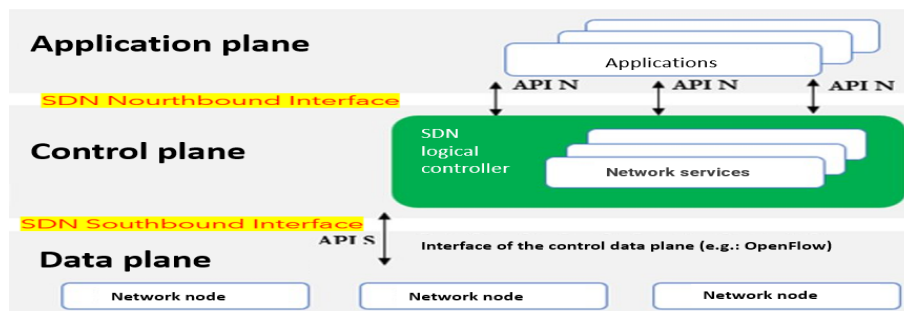 Application plane
Applications
API N
API N
API N
SDN Nourthbound Interface
Control plane
SDN
logical
controller
Network services
SDN Southbound Interface
API S
Interface of the control data plane (e.g.: OpenFlow)
Data plane
Network node
Network node
Network node